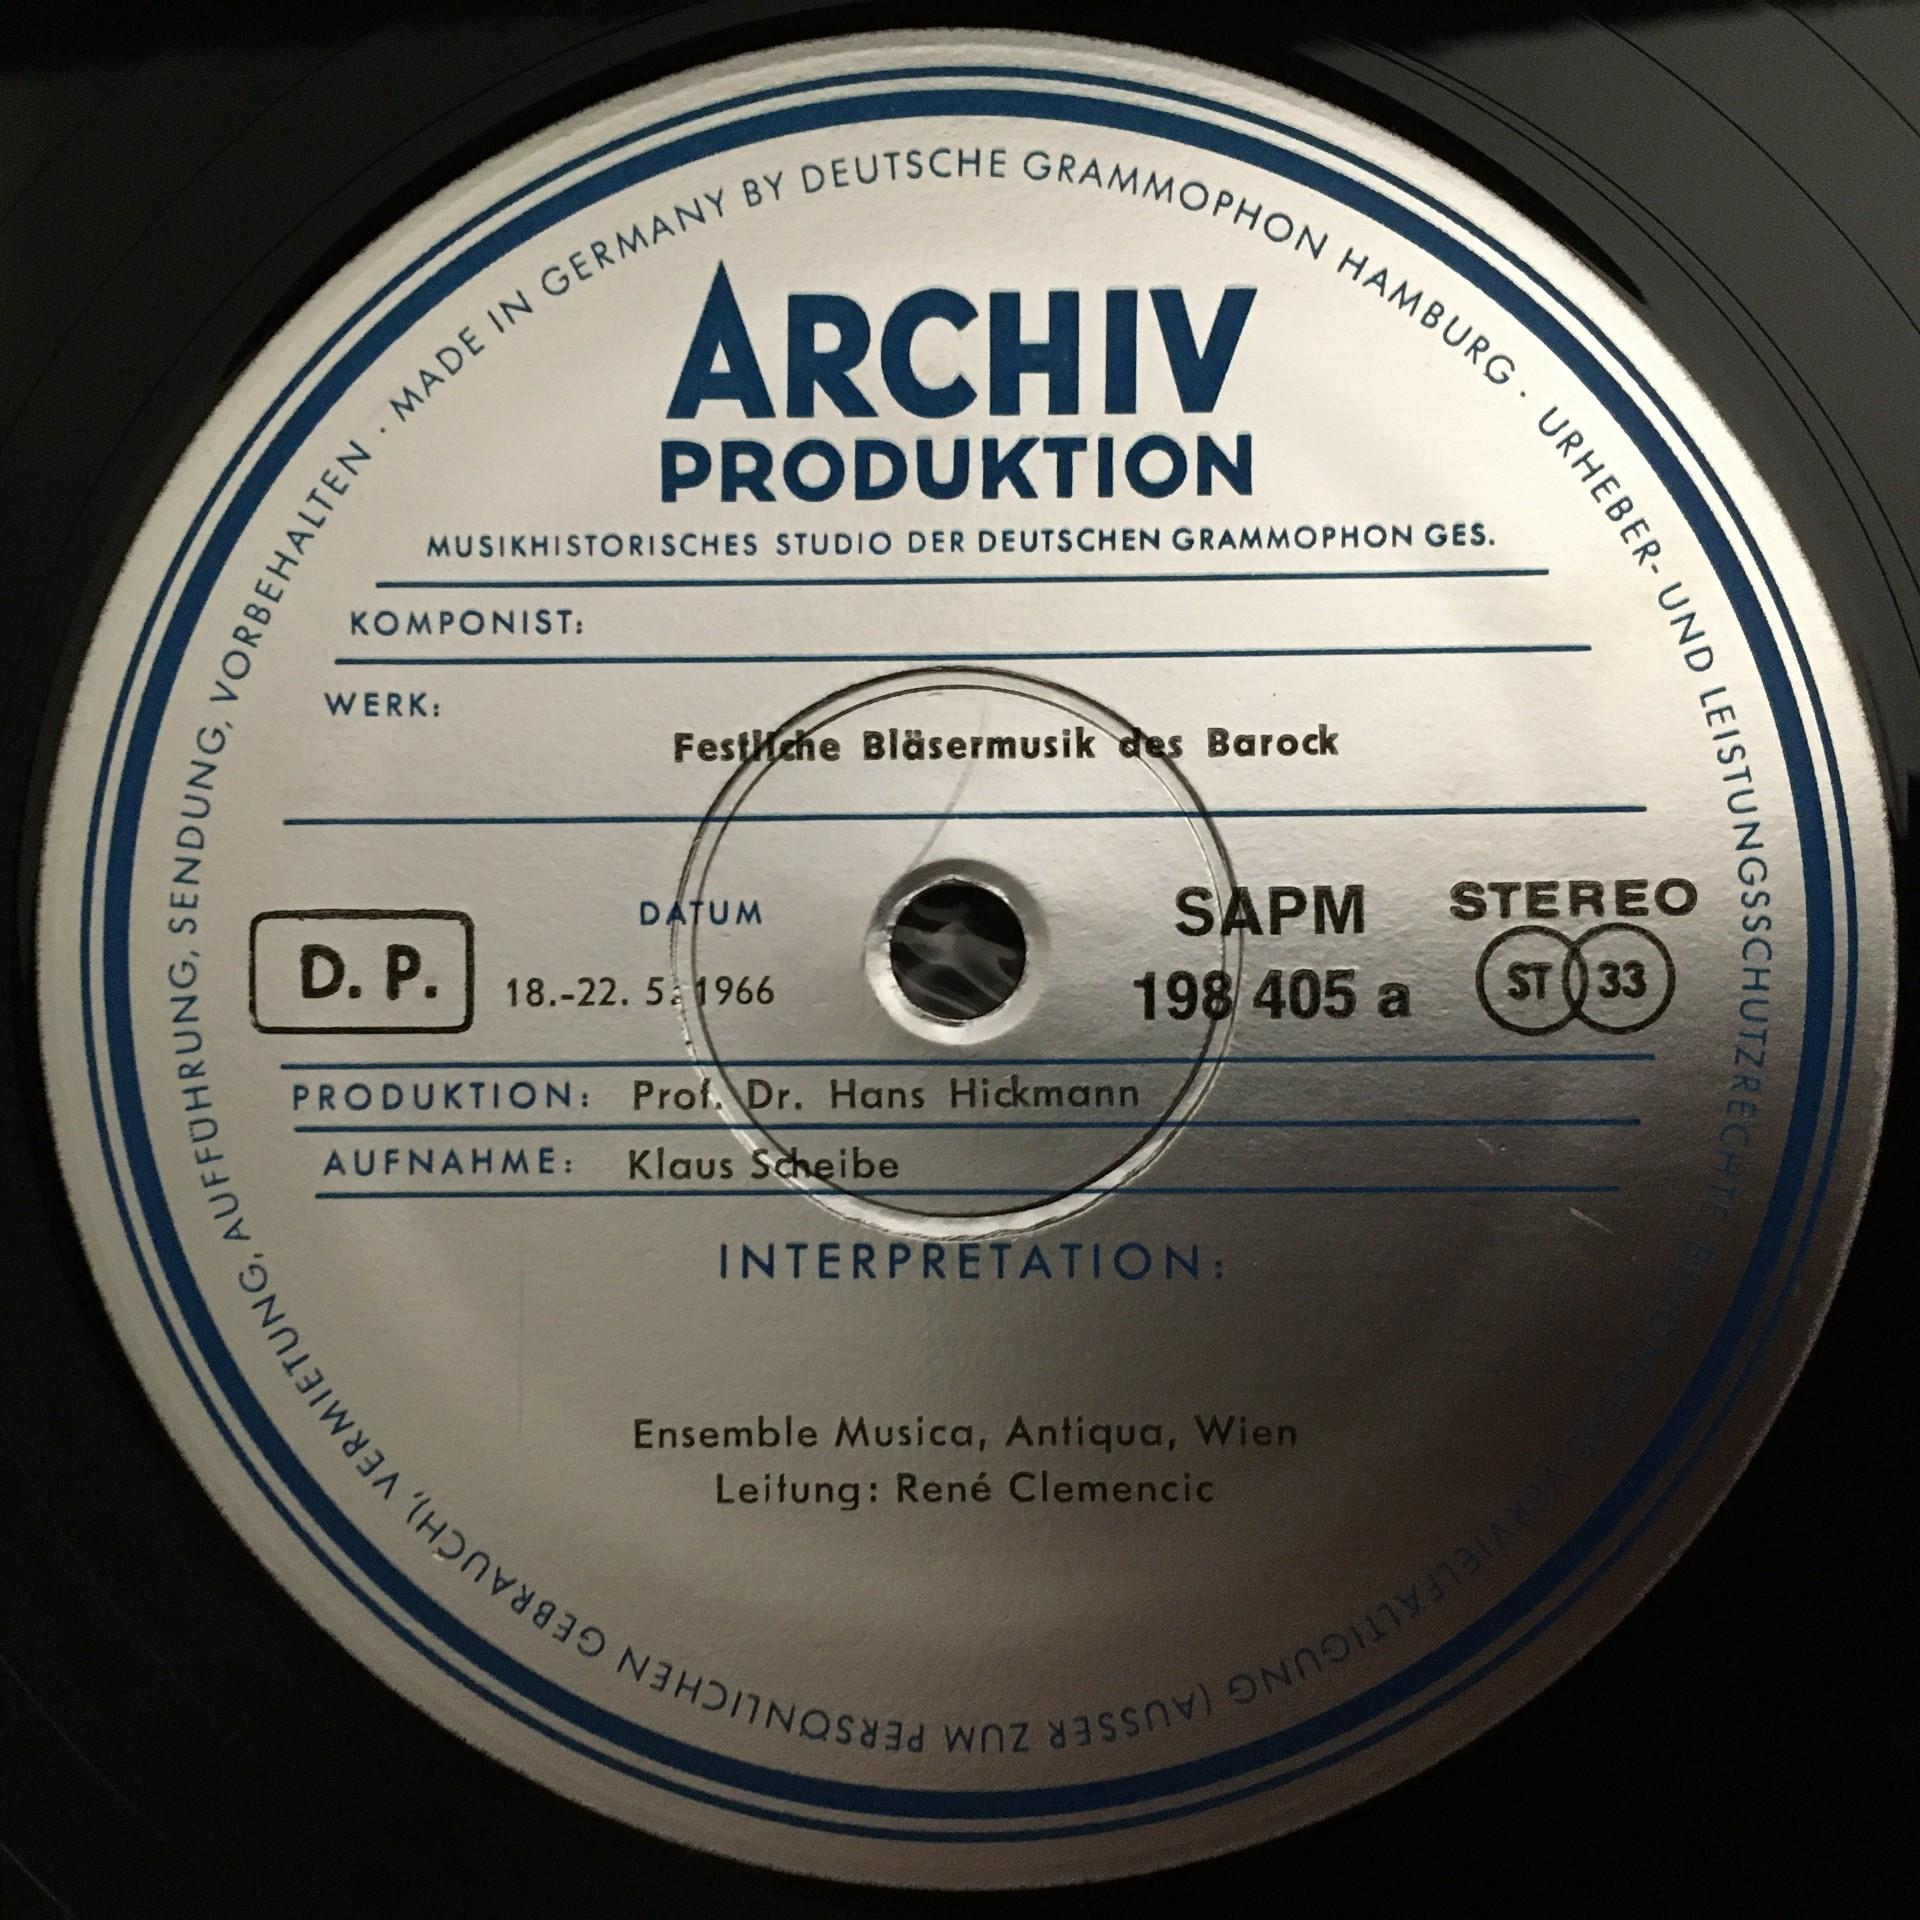 MADE IN GERMANY BY DEUTSCHE GRAMMOPHON HAMBURG · URHEBER- UND LEISTUNGSSCHUTZRECHTE BEI PERSÖNLICHEN GEBRAUCH), VERMIETUNG, AUFFÜHRUNG, SENDUNG, VORBEHALTEN ·
ARCHIV
PRODUKTION
MUSIKHISTORISCHES STUDIO DER DEUTSCHEN GRAMMOPHON GES.
KOMPONIST:
WERK:
Festliche Bläsermusik des Barock
D. P.
DATUM
18.-22. 5. 1966
SAPM
198 405 a
STEREO
ST 33
PRODUKTION: Prof. Dr. Hans Hickmann
AUFNAHME: Klaus Scheibe
INTERPRETATION:
Ensemble Musica, Antiqua, Wien
Leitung: René Clemencic